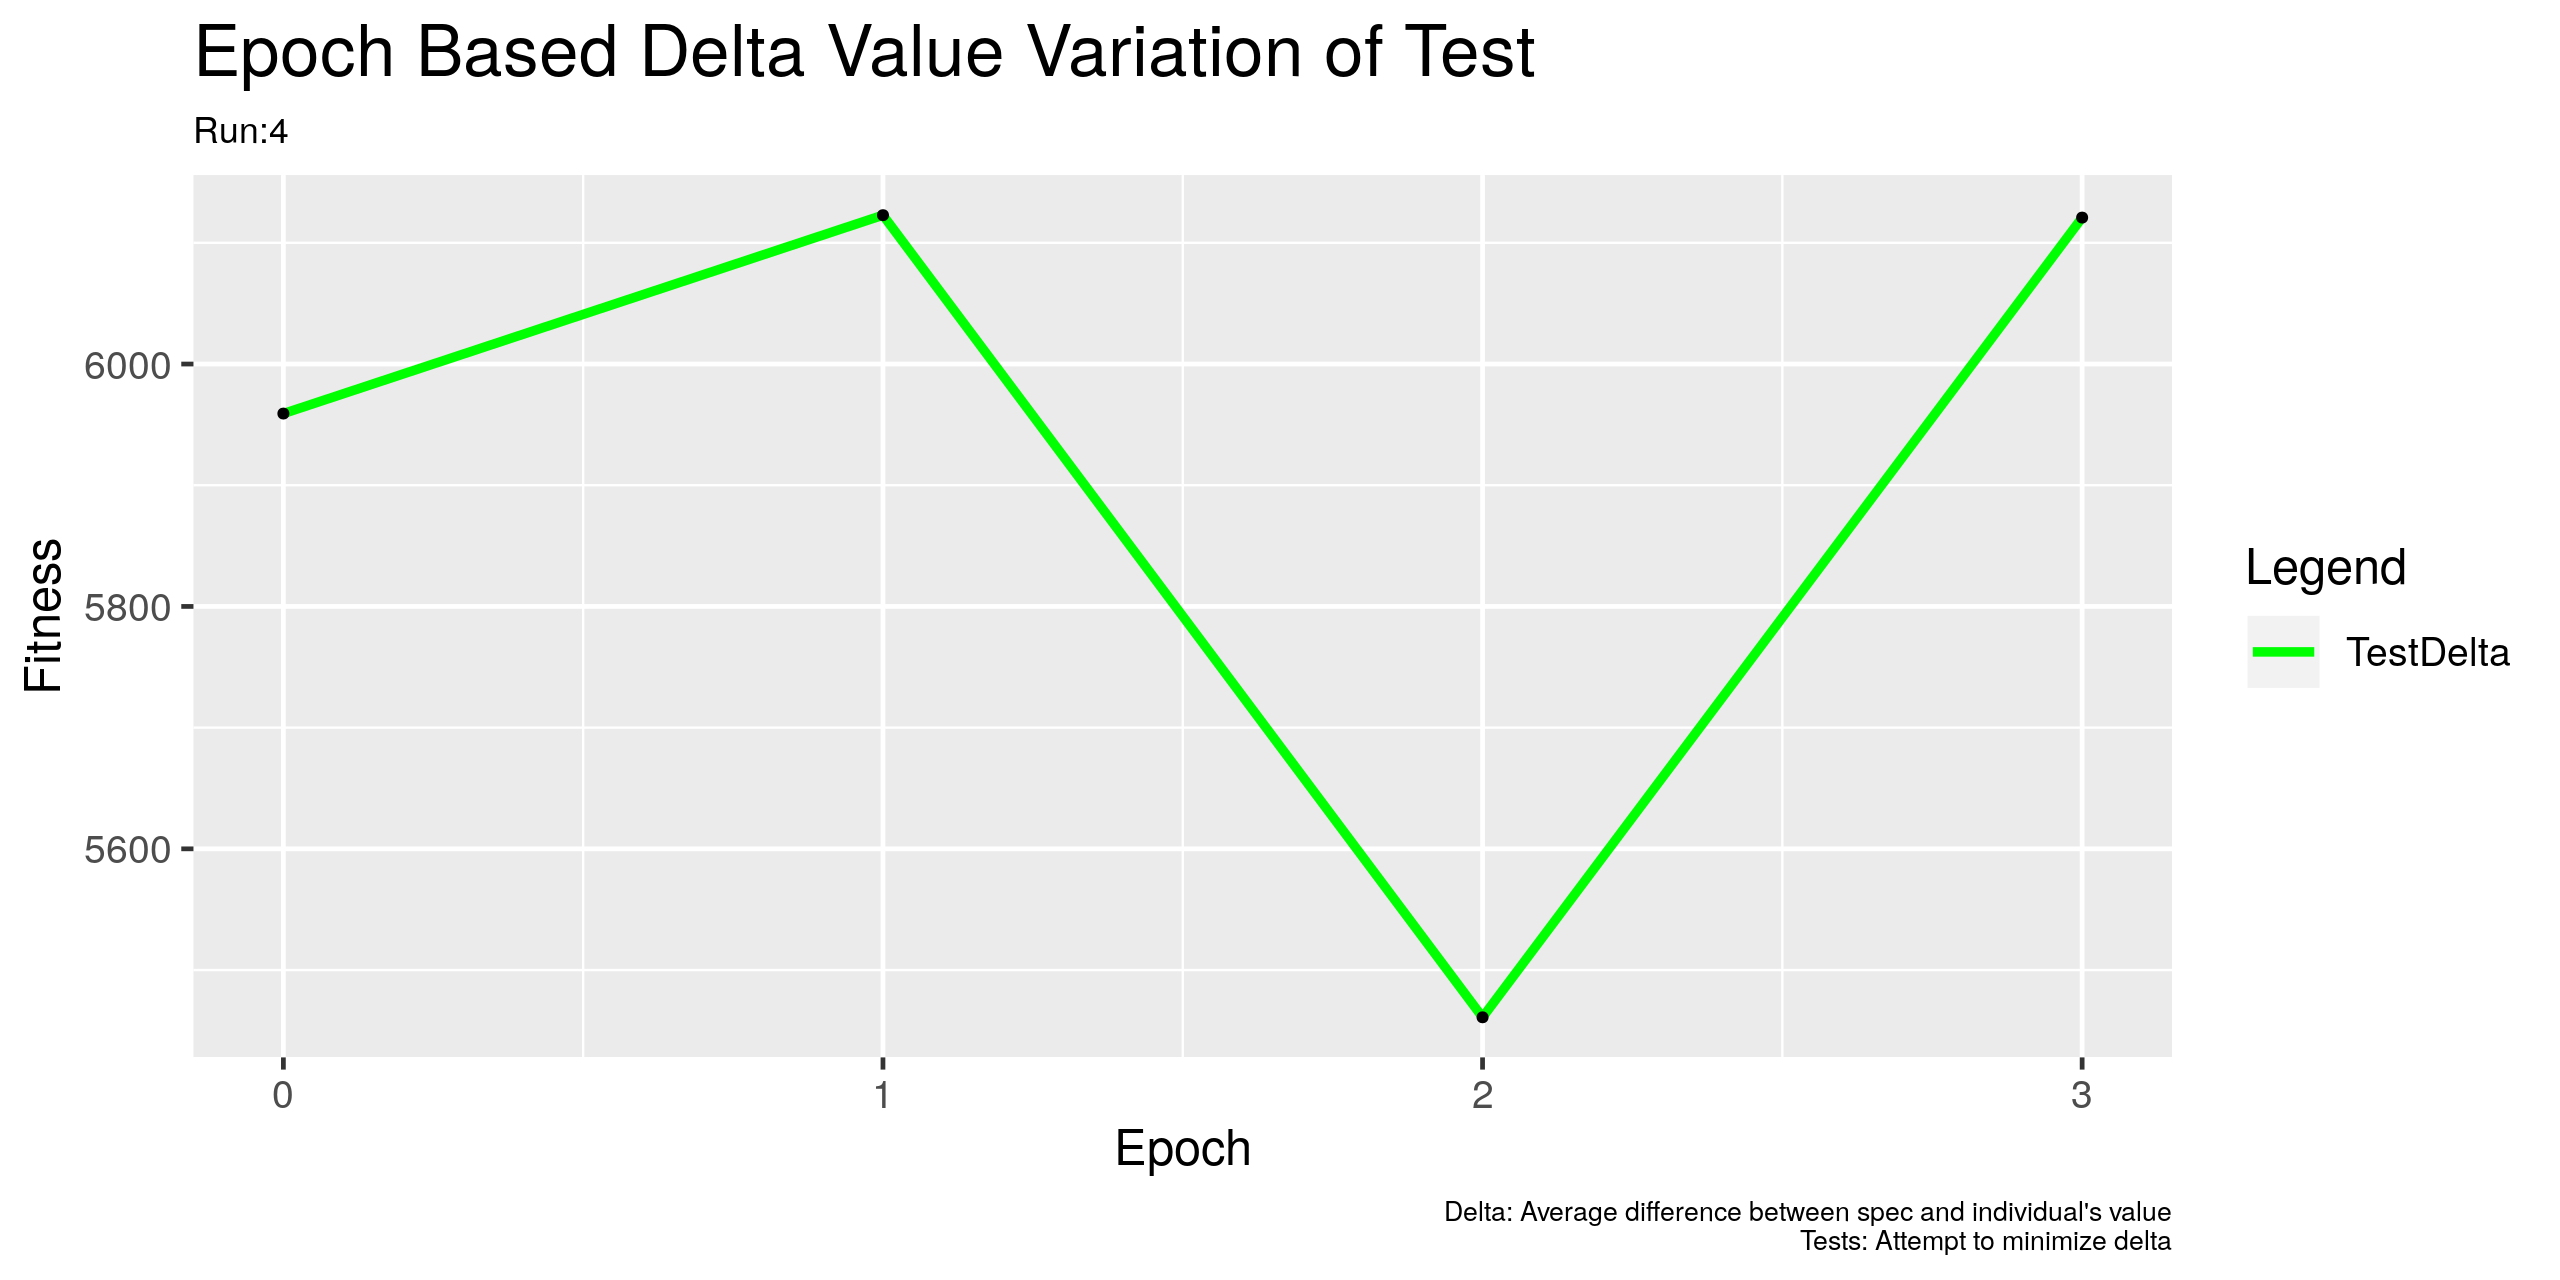 Epoch Based Delta Value Variation of Test
Run:4
Fitness
6000
5800
5600
0 1 2 3
Epoch
Legend
TestDelta
Delta: Average difference between spec and individual's value
Tests: Attempt to minimize delta